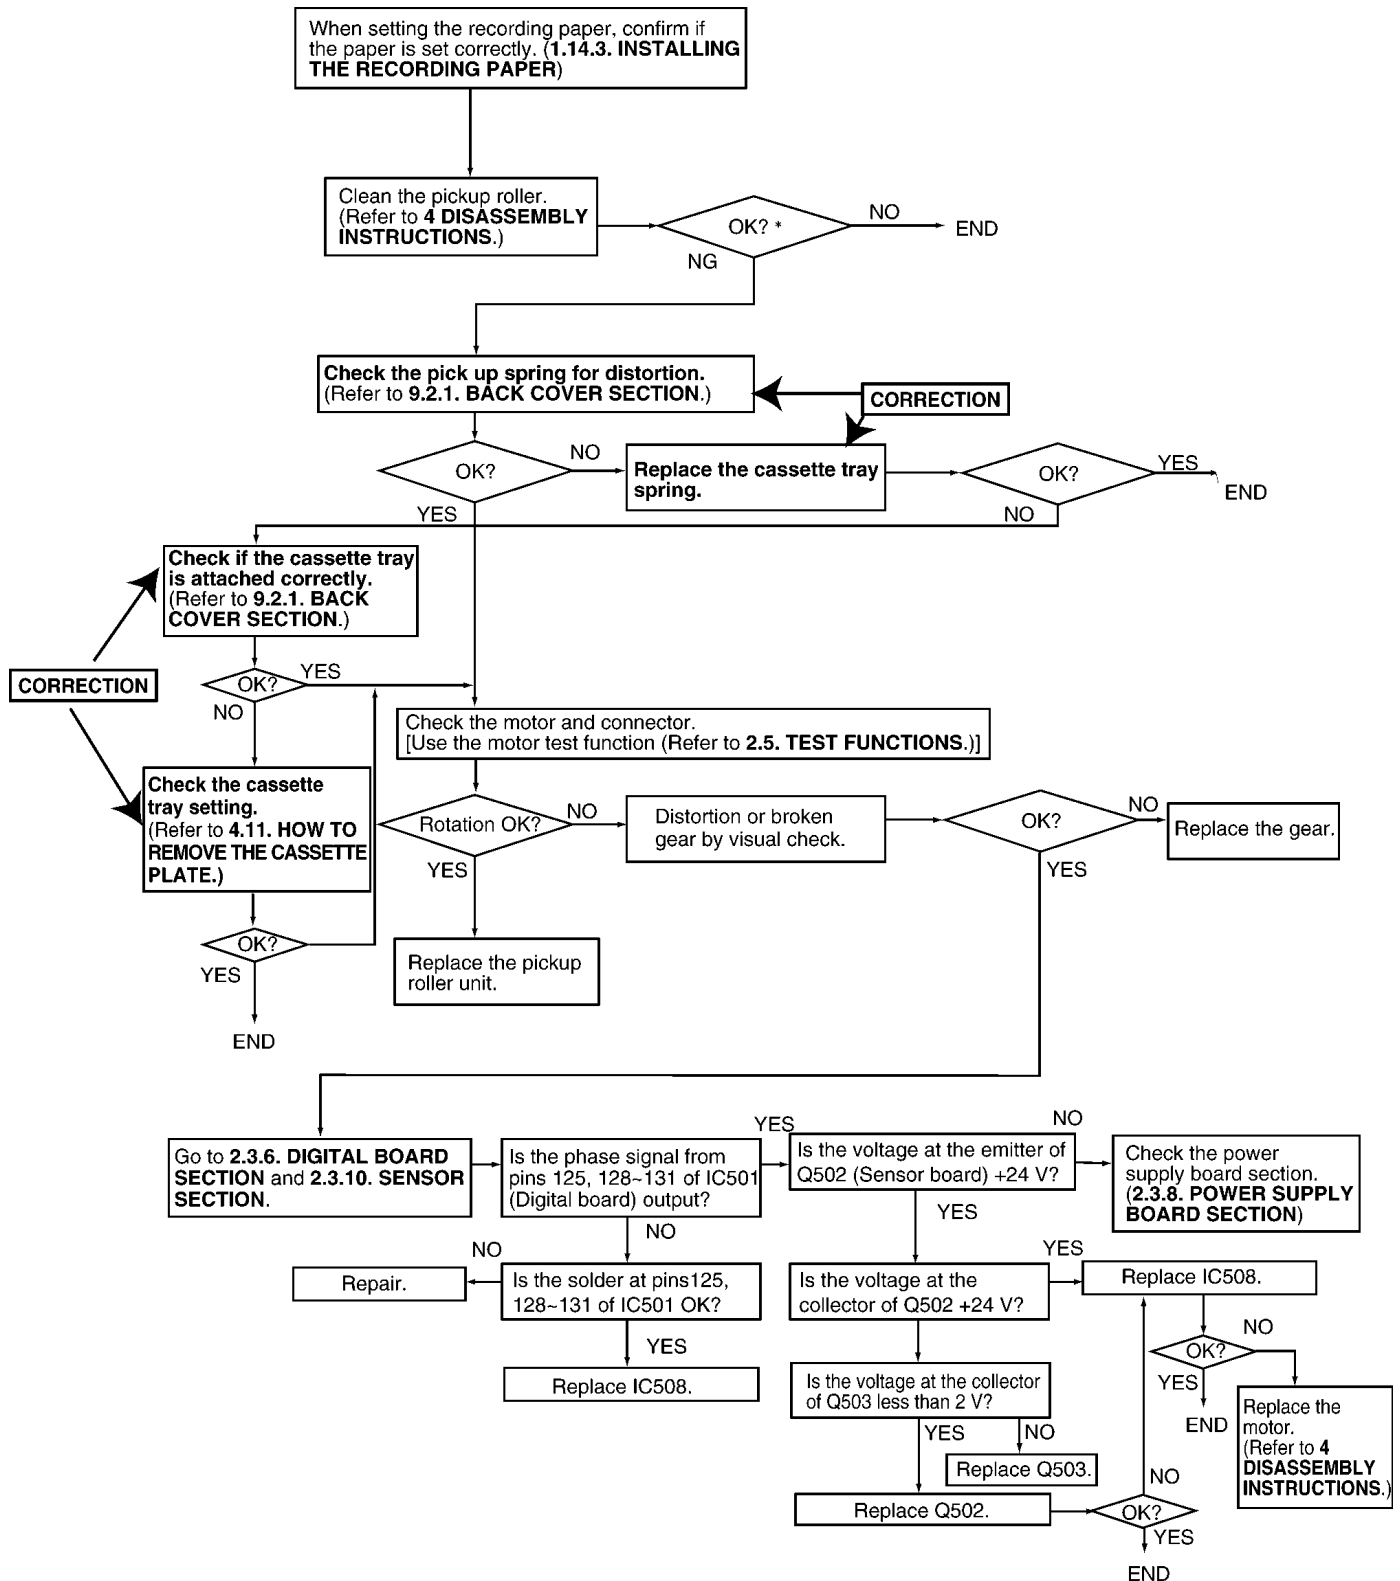 When setting the recording paper, confirm if
the paper is set correctly. (1.14.3. INSTALLING
THE RECORDING PAPER)
Clean the pickup roller.
(Refer to 4 DISASSEMBLY
INSTRUCTIONS.)
OK? *
NO
END
NG
Check the pick up spring for distortion.
(Refer to 9.2.1. BACK COVER SECTION.)
CORRECTION
OK?
NO
Replace the cassette tray
spring.
OK?
YES
END
YES
NO
Check if the cassette tray
is attached correctly.
(Refer to 9.2.1. BACK
COVER SECTION.)
CORRECTION
OK?
YES
NO
Check the motor and connector.
[Use the motor test function (Refer to 2.5. TEST FUNCTIONS.)]
Check the cassette
tray setting.
(Refer to 4.11. HOW TO
REMOVE THE CASSETTE
PLATE.)
Rotation OK?
NO
Distortion or broken
gear by visual check.
OK?
NO
Replace the gear.
YES
YES
OK?
YES
END
Replace the pickup
roller unit.
Go to 2.3.6. DIGITAL BOARD
SECTION and 2.3.10. SENSOR
SECTION.
Is the phase signal from
pins 125, 128~131 of IC501
(Digital board) output?
YES
Is the voltage at the emitter of
Q502 (Sensor board) +24 V?
NO
Check the power
supply board section.
(2.3.8. POWER SUPPLY
BOARD SECTION)
NO
YES
NO
Repair.
Is the solder at pins125,
128~131 of IC501 OK?
Is the voltage at the
collector of Q502 +24 V?
YES
Replace IC508.
YES
Replace IC508.
OK?
NO
YES
END
Is the voltage at the collector
of Q503 less than 2 V?
Replace the
motor.
(Refer to 4
DISASSEMBLY
INSTRUCTIONS.)
YES
NO
Replace Q503.
NO
Replace Q502.
OK?
YES
END